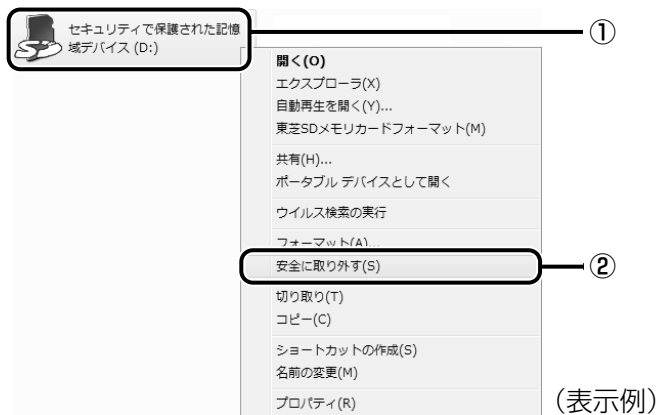 セキュリティで保護された記憶
域デバイス (D:)
①
開く(O)
エクスプローラ(X)
自動再生を開く(Y)...
東芝SDメモリカードフォーマット(M)
共有(H)...
ポータブル デバイスとして開く
ウイルス検索の実行
フォーマット(A)...
安全に取り外す(S)
②
切り取り(T)
コピー(C)
ショートカットの作成(S)
名前の変更(M)
プロパティ(R)
（表示例）